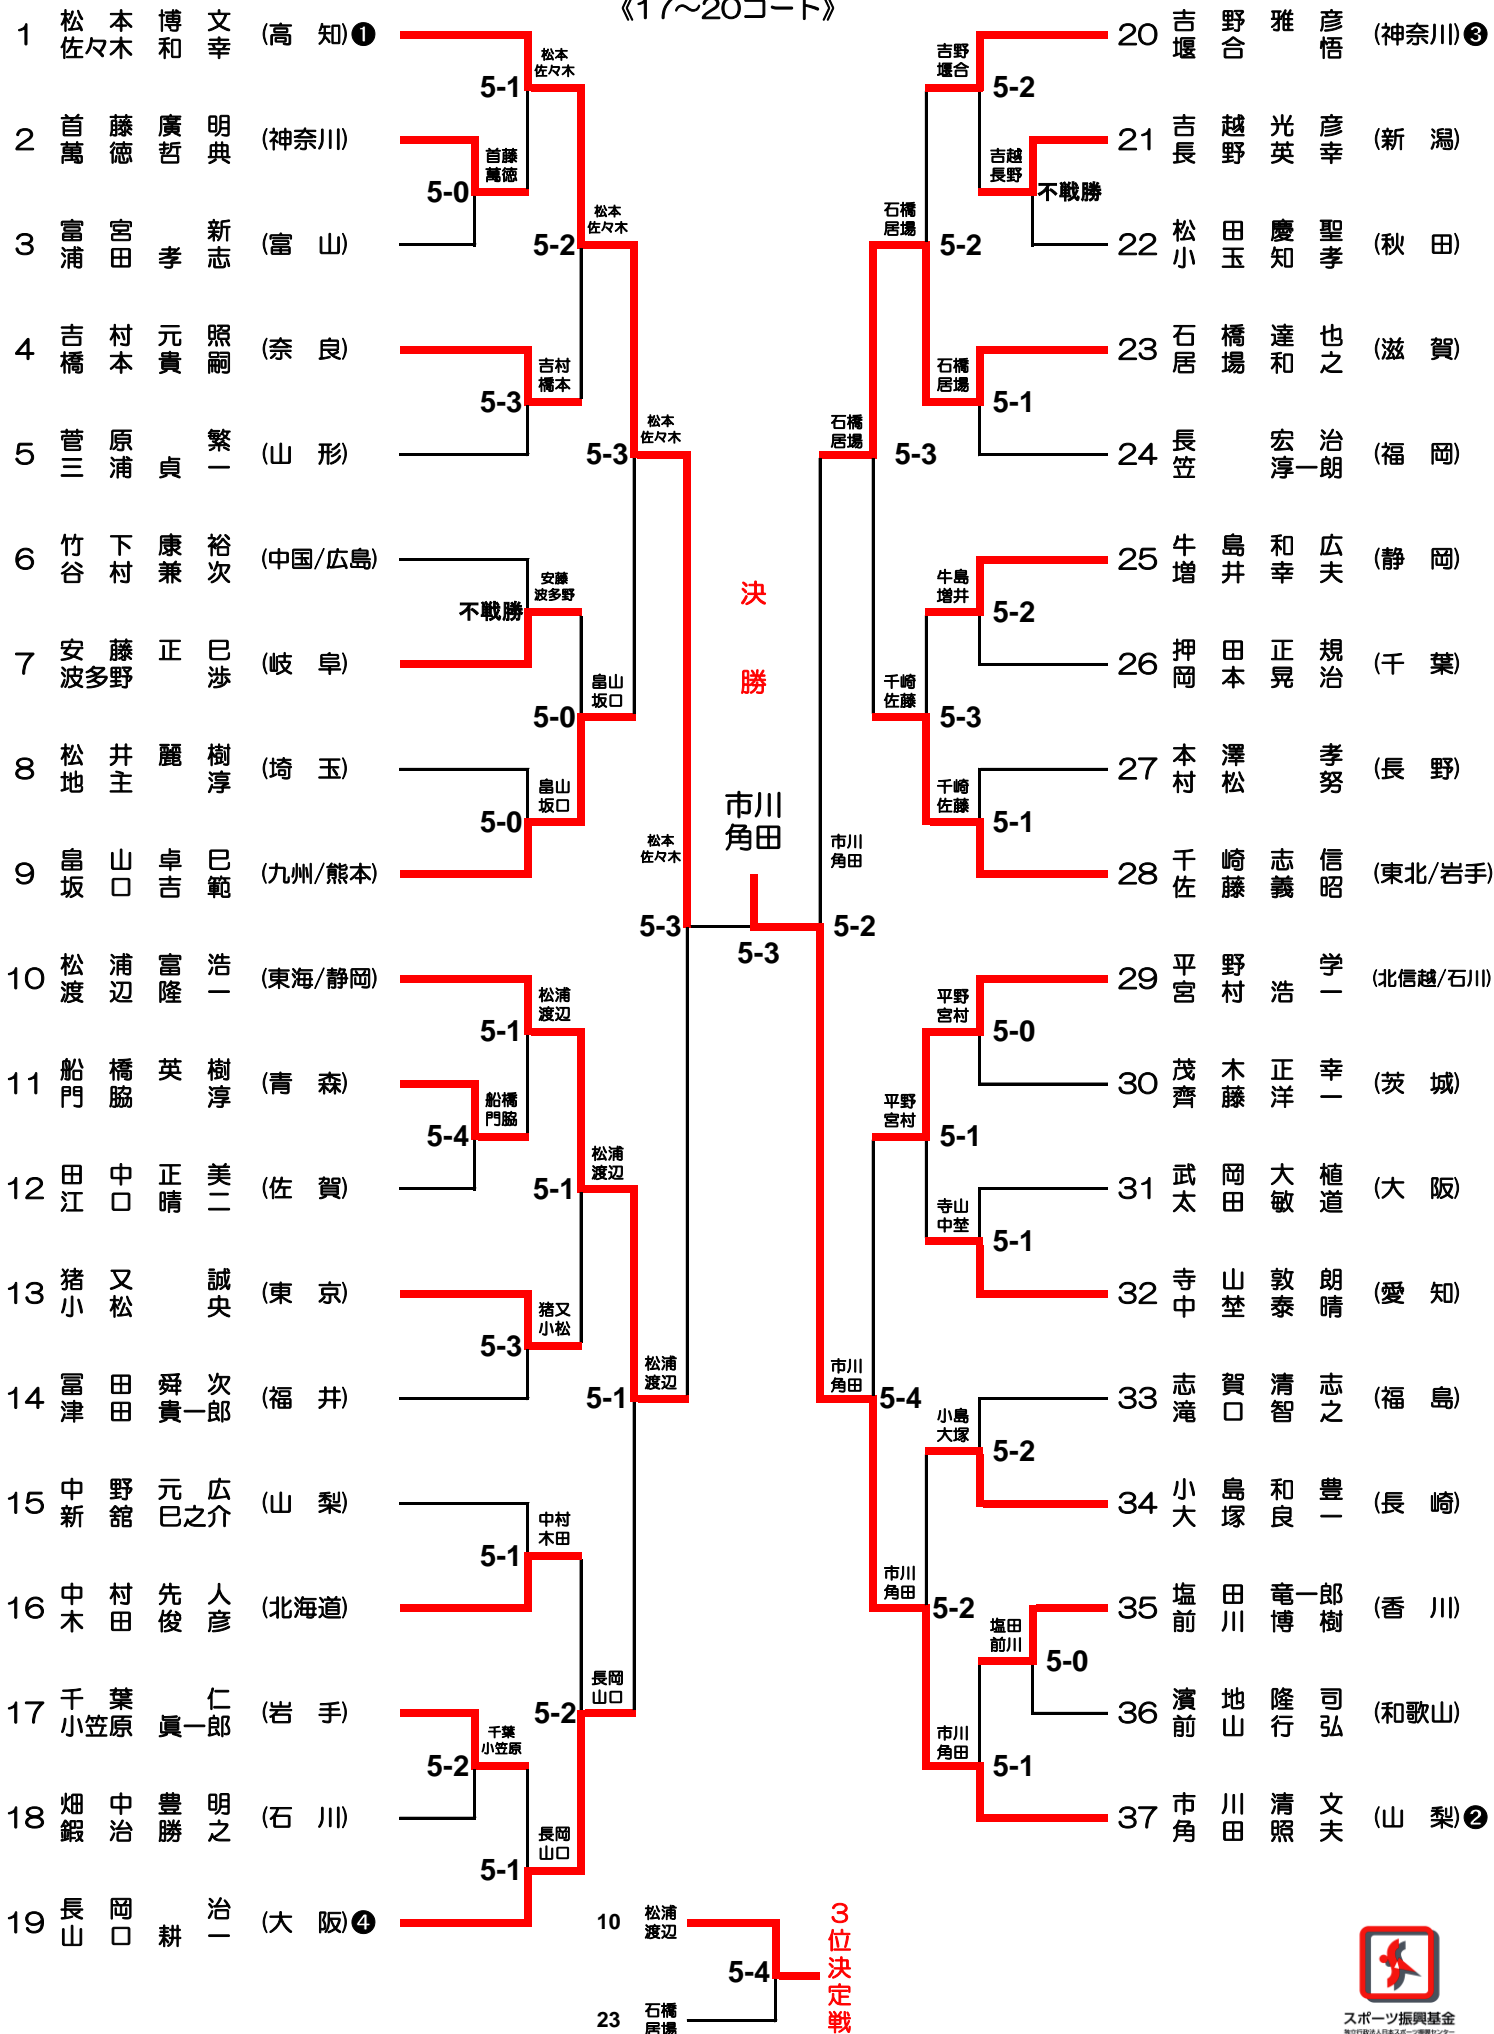 《17～20コート》
1 松本博文 佐々木和幸 (高知)❶
2 首藤廣明 萬徳哲典 (神奈川)
3 富宮新 浦田孝志 (富山)
4 吉村元照 橋本貴嗣 (奈良)
5 菅原繁 三浦貞一 (山形)
6 竹下康裕 谷村兼次 (中国/広島)
7 安藤正巳 波多野渉 (岐阜)
8 松井麗樹 地主淳 (埼玉)
9 畠山卓巳 坂口吉範 (九州/熊本)
10 松浦富浩 渡辺隆一 (東海/静岡)
11 船橋英樹 門脇淳 (青森)
12 田中正美 江口晴二 (佐賀)
13 猪又誠 小松央 (東京)
14 冨田舜次 津田貴一郎 (福井)
15 中野元広 新舘巳之介 (山梨)
16 中村先人 木田俊彦 (北海道)
17 千葉仁 小笠原眞一郎 (岩手)
18 畑中豊明 鍜治勝之 (石川)
19 長岡治 山口耕一 (大阪)❹
松本 佐々木
5-1
首藤 萬徳
5-0
松本 佐々木
5-2
吉村 橋本
5-3
松本 佐々木
5-3
安藤 波多野
不戦勝
畠山 坂口
5-0
畠山 坂口
5-0
松本 佐々木
5-3
松浦 渡辺
5-1
船橋 門脇
5-4
松浦 渡辺
5-1
猪又 小松
5-3
松浦 渡辺
5-1
中村 木田
5-1
長岡 山口
5-2
千葉 小笠原
5-2
長岡 山口
5-1
決勝
市川 角田
5-3
20 吉野雅彦 堰合悟 (神奈川)❸
21 吉越光彦 長野英幸 (新潟)
22 松田慶聖 小玉知孝 (秋田)
23 石橋達也 居場和之 (滋賀)
24 長宏治 笠淳一朗 (福岡)
25 牛島和広 増井幸夫 (静岡)
26 押田正規 岡本晃治 (千葉)
27 本澤孝 村松努 (長野)
28 千崎志信 佐藤義昭 (東北/岩手)
29 平野学 宮村浩一 (北信越/石川)
30 茂木正幸 齊藤洋一 (茨城)
31 武岡大植 太田敏道 (大阪)
32 寺山敦朗 中埜泰晴 (愛知)
33 志賀清志 滝口智之 (福島)
34 小島和豊 大塚良一 (長崎)
35 塩田竜一郎 前川博樹 (香川)
36 濱地隆司 前山行弘 (和歌山)
37 市川清文 角田照夫 (山梨)❷
吉野 堰合
5-2
吉越 長野
不戦勝
石橋 居場
5-2
石橋 居場
5-1
石橋 居場
5-3
牛島 増井
5-2
千崎 佐藤
5-3
千崎 佐藤
5-1
市川 角田
5-2
平野 宮村
5-0
平野 宮村
5-1
寺山 中埜
5-1
市川 角田
5-4
小島 大塚
5-2
市川 角田
5-2
塩田 前川
5-0
市川 角田
5-1
10 松浦 渡辺
5-4
23 石橋 居場
3位決定戦
スポーツ振興基金
独立行政法人日本スポーツ振興センター